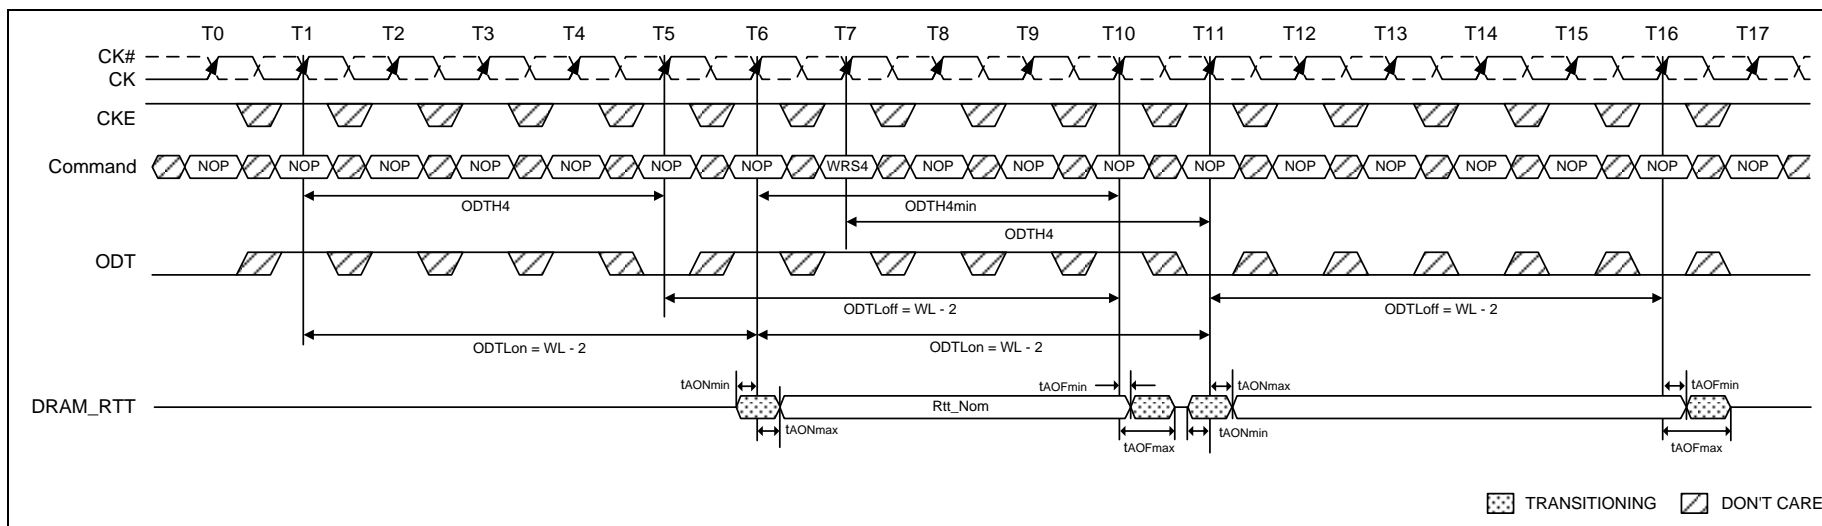 T0 T1 T2 T3 T4 T5 T6 T7 T8 T9 T10 T11 T12 T13 T14 T15 T16 T17
CK#
CK
CKE
Command NOP NOP NOP NOP NOP NOP NOP WRS4 NOP NOP NOP NOP NOP NOP NOP NOP NOP NOP
ODTH4 ODTH4min
ODTH4
ODT
ODTLoff = WL - 2 ODTLoff = WL - 2
ODTLon = WL - 2 ODTLon = WL - 2
tAONmin tAOFmin tAONmax tAOFmin
DRAM_RTT Rtt_Nom
tAONmax tAOFmax tAONmin tAOFmax
TRANSITIONING DON'T CARE